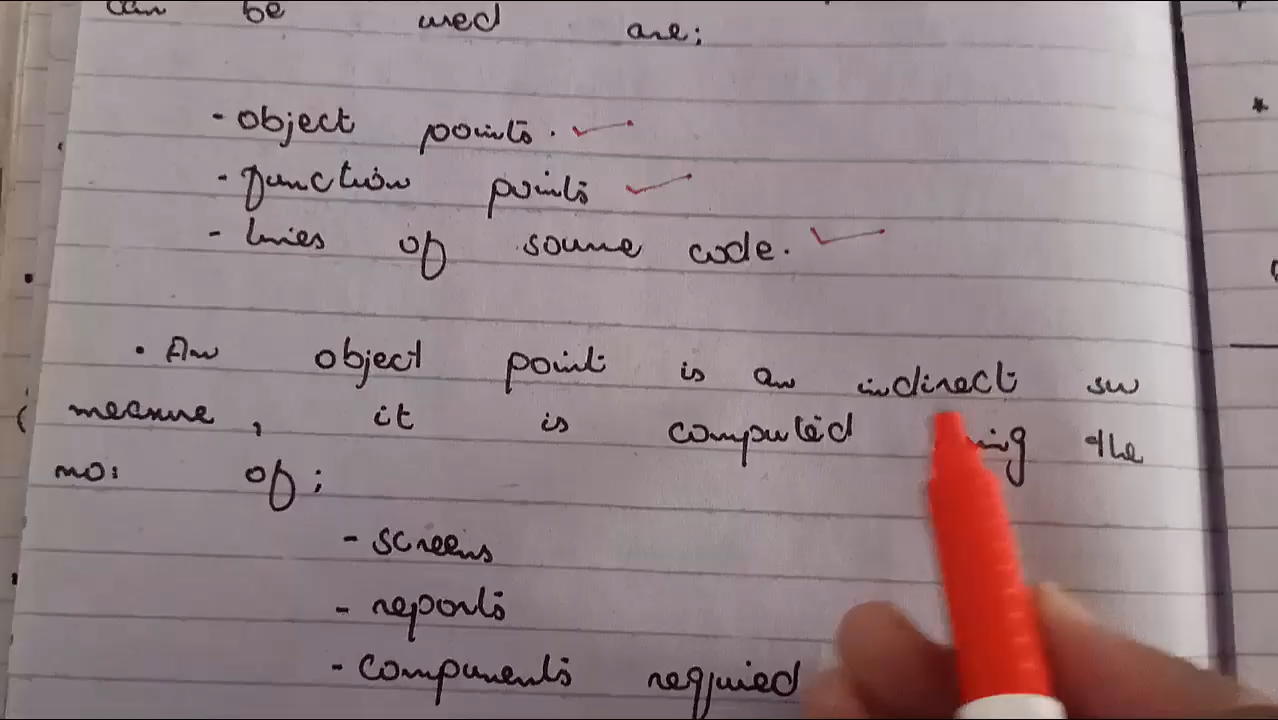 can be used are:
- object points.
- function points
- lines of source code.
• An object point is an indirect sw
measure, it is computed using the
no: of:
- screens
- reports
- components required